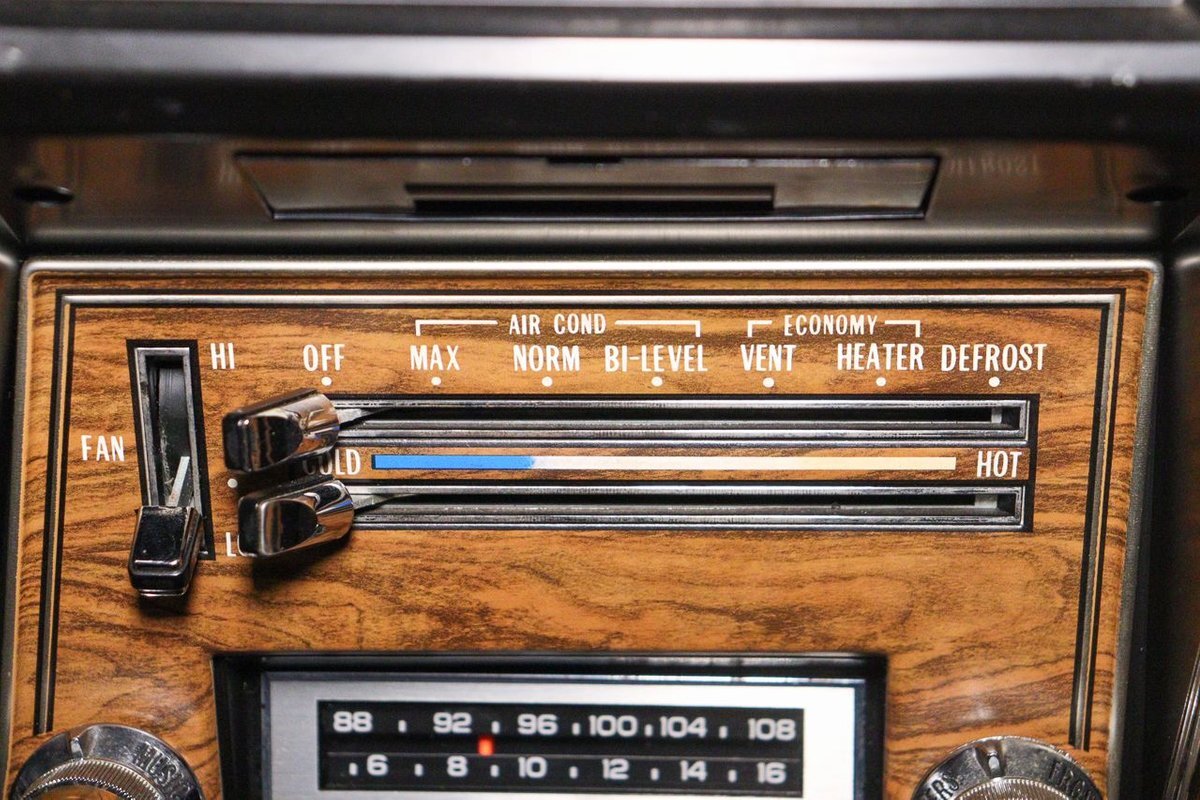 AIR COND ECONOMY
HI OFF MAX NORM BI-LEVEL VENT HEATER DEFROST
FAN
COLD HOT
88 92 96 100 104 108
6 8 10 12 14 16